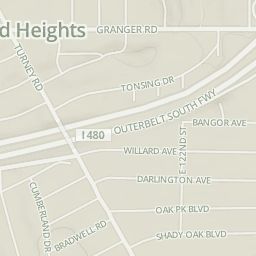 GRANGER RD
d Heights
TURNEY RD
TONSING DR
OUTERBELT SOUTH FWY
I 480
BANGOR AVE
E 122ND ST
WILLARD AVE
DARLINGTON AVE
CUMBERLAND DR
OAK PK BLVD
BRADWELL RD
SHADY OAK BLVD